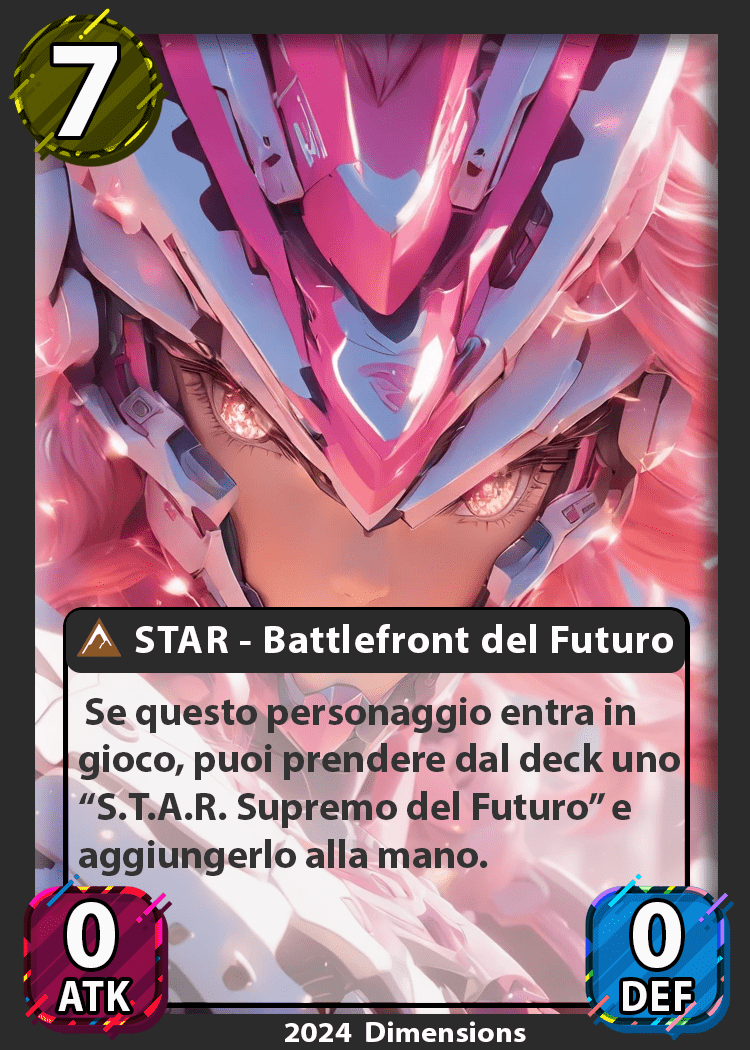 7
STAR - Battlefront del Futuro
Se questo personaggio entra in
gioco, puoi prendere dal deck uno
“S.T.A.R. Supremo del Futuro” e
aggiungerlo alla mano.
0
ATK
0
DEF
2024 Dimensions